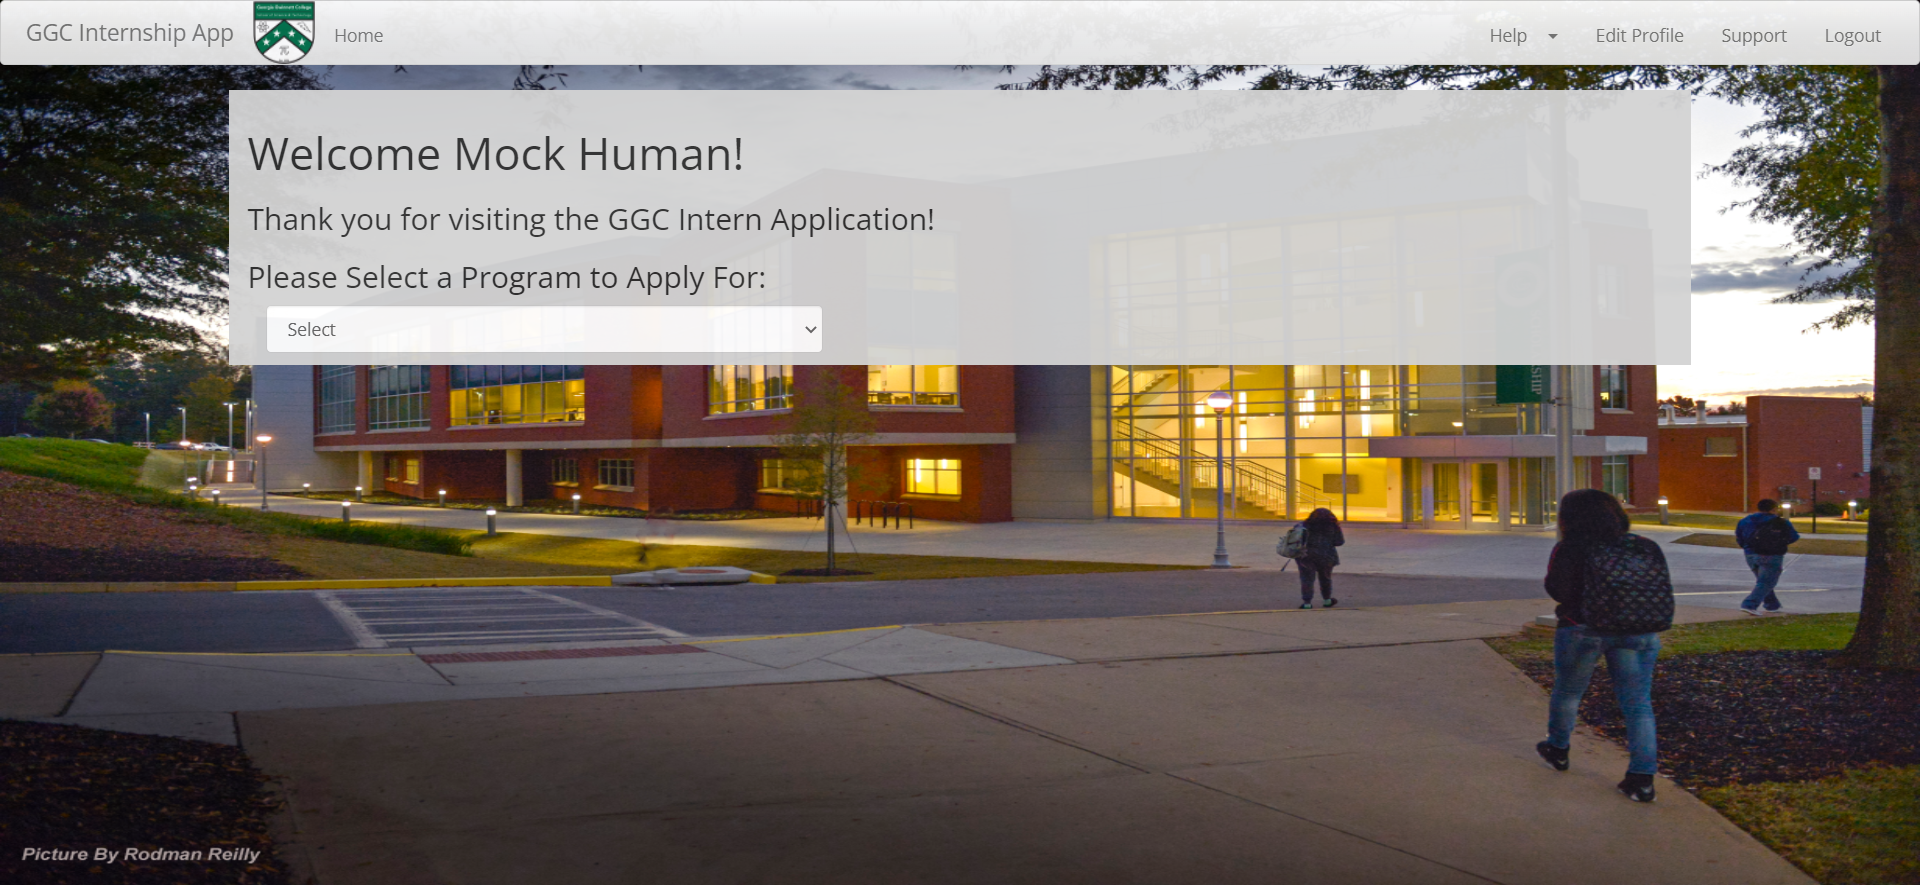 GGC Internship App
Georgia Gwinnett College
Home
Help
Edit Profile
Support
Logout
Welcome Mock Human!
Thank you for visiting the GGC Intern Application!
Please Select a Program to Apply For:
Select
Picture By Rodman Reilly